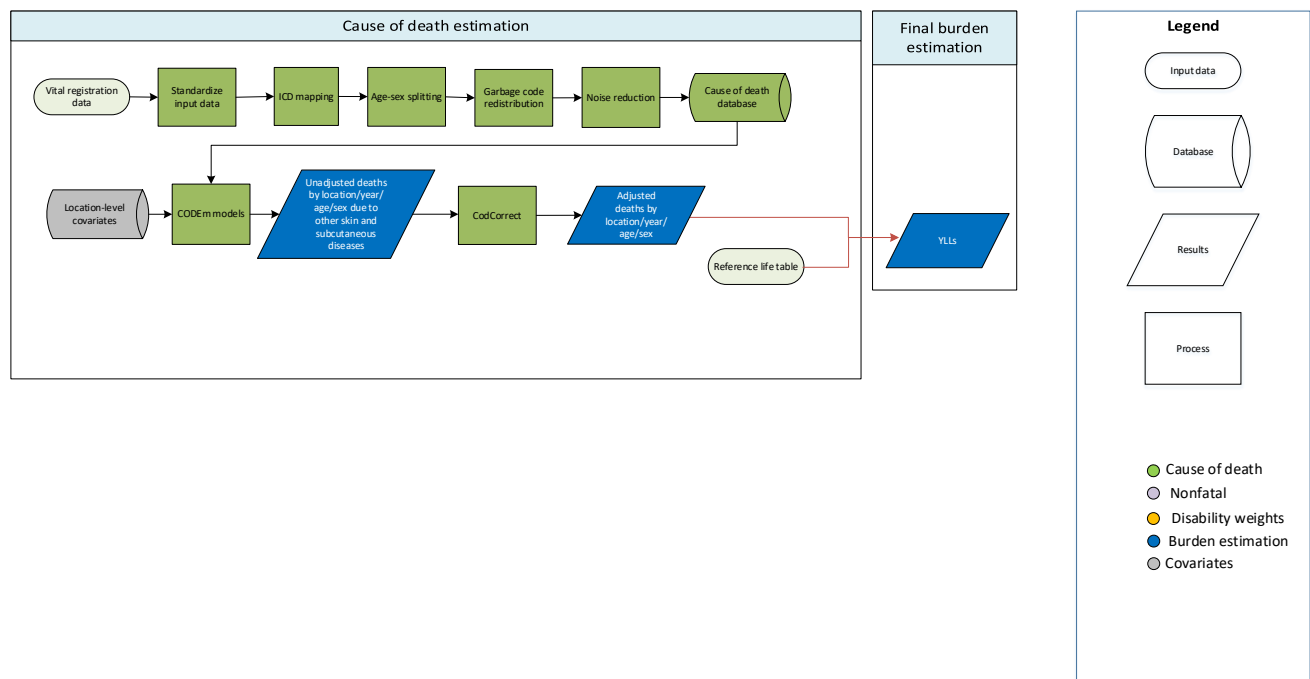 Cause of death estimation
Final burden
estimation
Legend
Vital registration
data
Standardize
input data
ICD mapping
Age-sex splitting
Garbage code
redistribution
Noise reduction
Cause of death
database
Location-level
covariates
CODEm models
Unadjusted deaths
by location/year/
age/sex due to
other skin and
subcutaneous
diseases
CodCorrect
Adjusted
deaths by
location/year/
age/sex
Reference life table
YLLs
Input data
Database
Results
Process
Cause of death
Nonfatal
Disability weights
Burden estimation
Covariates